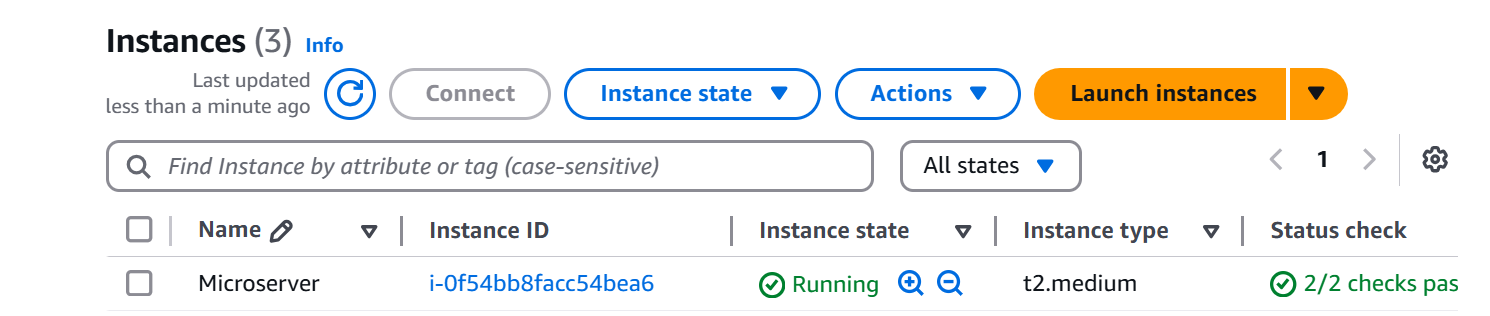 Instances (3) Info
Last updated
less than a minute ago
Connect
Instance state
Actions
Launch instances
Find Instance by attribute or tag (case-sensitive)
All states
1
Name Instance ID Instance state Instance type Status check
Microserver i-0f54bb8facc54bea6 Running t2.medium 2/2 checks pas